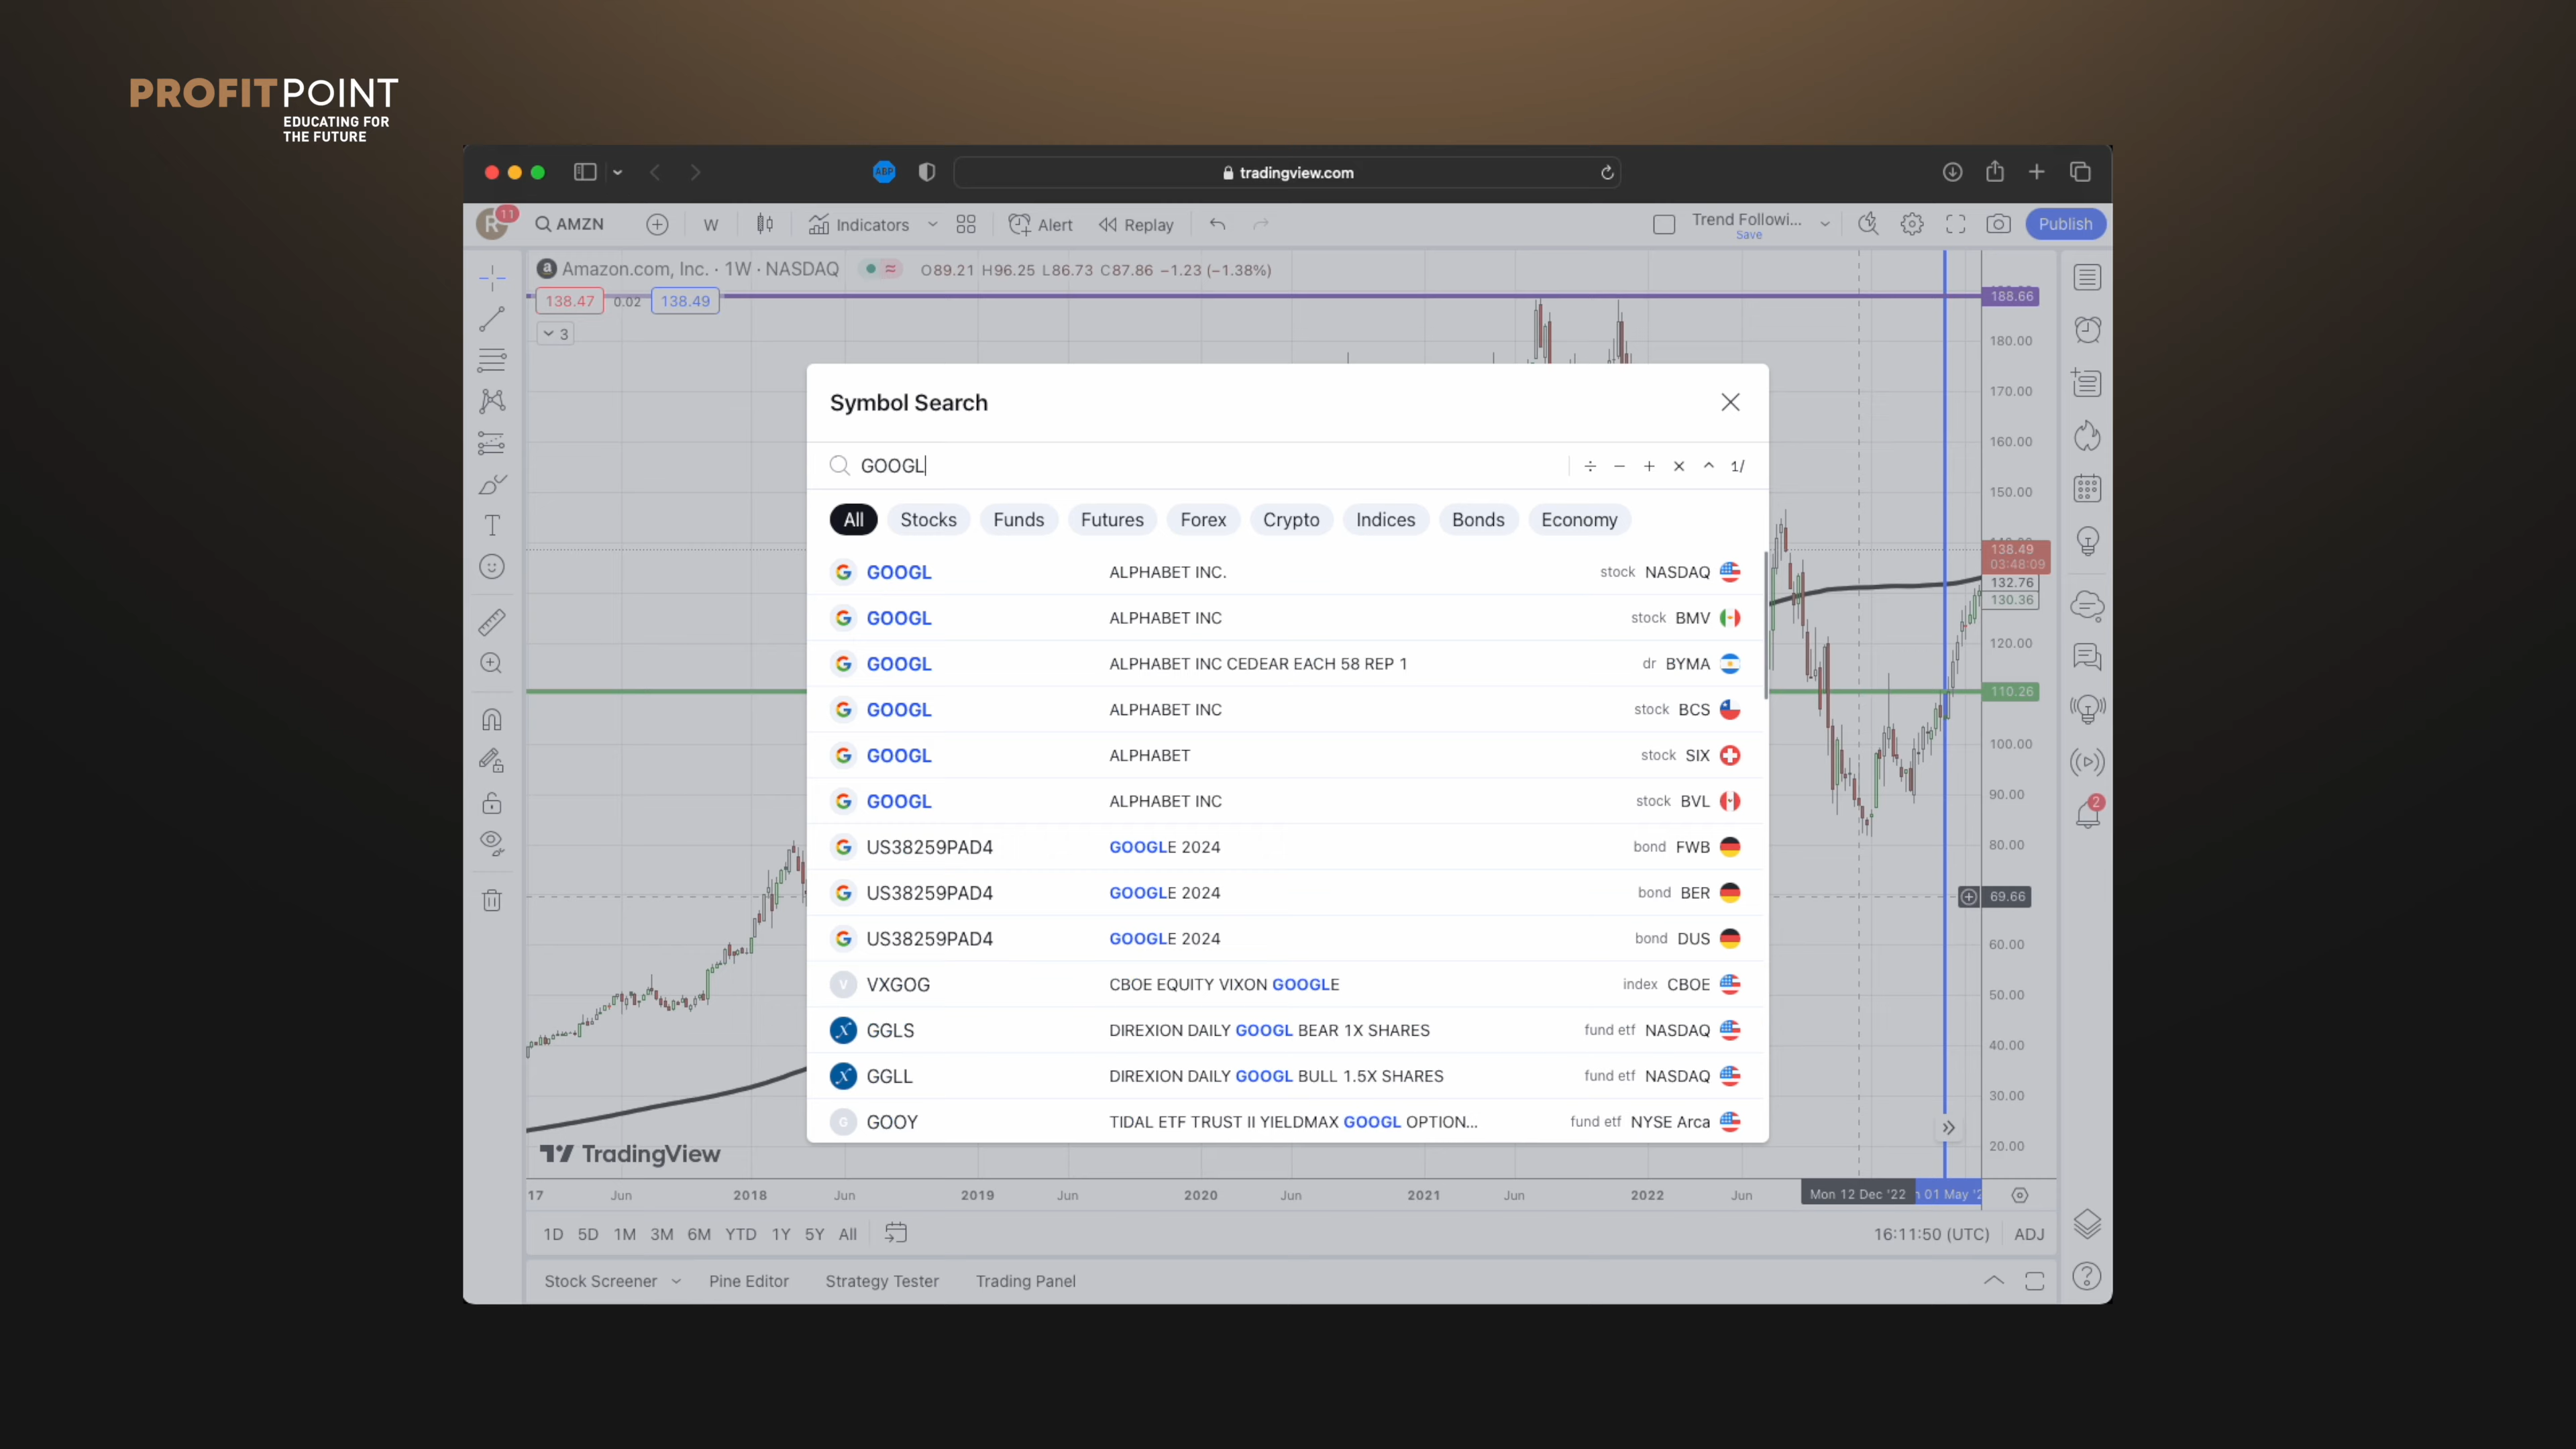 PROFITPOINT
EDUCATING FOR
THE FUTURE
ABP
tradingview.com
R
11
AMZN
W
Indicators
Alert
Replay
Trend Followi...
Save
Publish
a Amazon.com, Inc. · 1W · NASDAQ
O89.21 H96.25 L86.73 C87.86 −1.23 (−1.38%)
138.47
0.02
138.49
3
188.66
180.00
170.00
160.00
150.00
138.49
03:48:09
132.76
130.36
120.00
110.26
100.00
90.00
80.00
69.66
60.00
50.00
40.00
30.00
20.00
2
Symbol Search
GOOGL
÷ − + × ^ 1/
All Stocks Funds Futures Forex Crypto Indices Bonds Economy
GOOGL ALPHABET INC. stock NASDAQ
GOOGL ALPHABET INC stock BMV
GOOGL ALPHABET INC CEDEAR EACH 58 REP 1 dr BYMA
GOOGL ALPHABET INC stock BCS
GOOGL ALPHABET stock SIX
GOOGL ALPHABET INC stock BVL
US38259PAD4 GOOGLE 2024 bond FWB
US38259PAD4 GOOGLE 2024 bond BER
US38259PAD4 GOOGLE 2024 bond DUS
V VXGOG CBOE EQUITY VIXON GOOGLE index CBOE
GGLS DIREXION DAILY GOOGL BEAR 1X SHARES fund etf NASDAQ
GGLL DIREXION DAILY GOOGL BULL 1.5X SHARES fund etf NASDAQ
G GOOY TIDAL ETF TRUST II YIELDMAX GOOGL OPTION... fund etf NYSE Arca
TradingView
17 Jun 2018 Jun 2019 Jun 2020 Jun 2021 Jun 2022 Jun Mon 12 Dec '22 01 May
1D 5D 1M 3M 6M YTD 1Y 5Y All
16:11:50 (UTC) ADJ
Stock Screener Pine Editor Strategy Tester Trading Panel